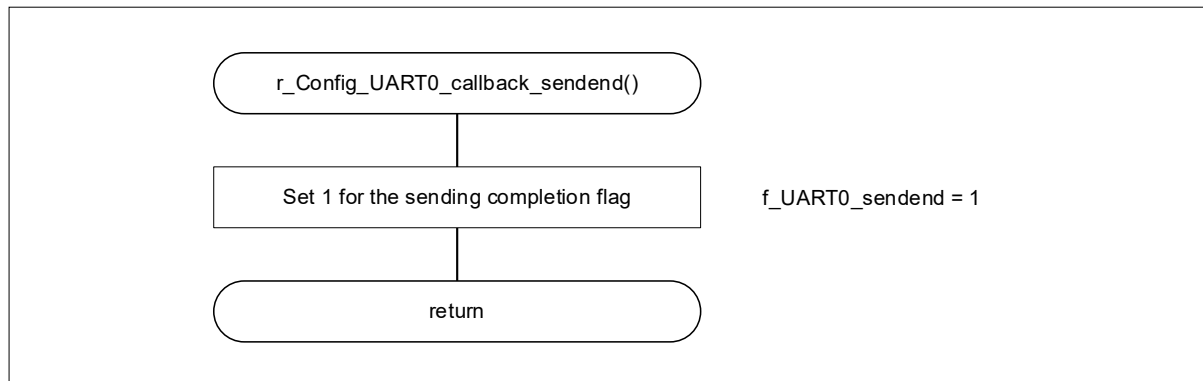 r_Config_UART0_callback_sendend()
Set 1 for the sending completion flag
f_UART0_sendend = 1
return